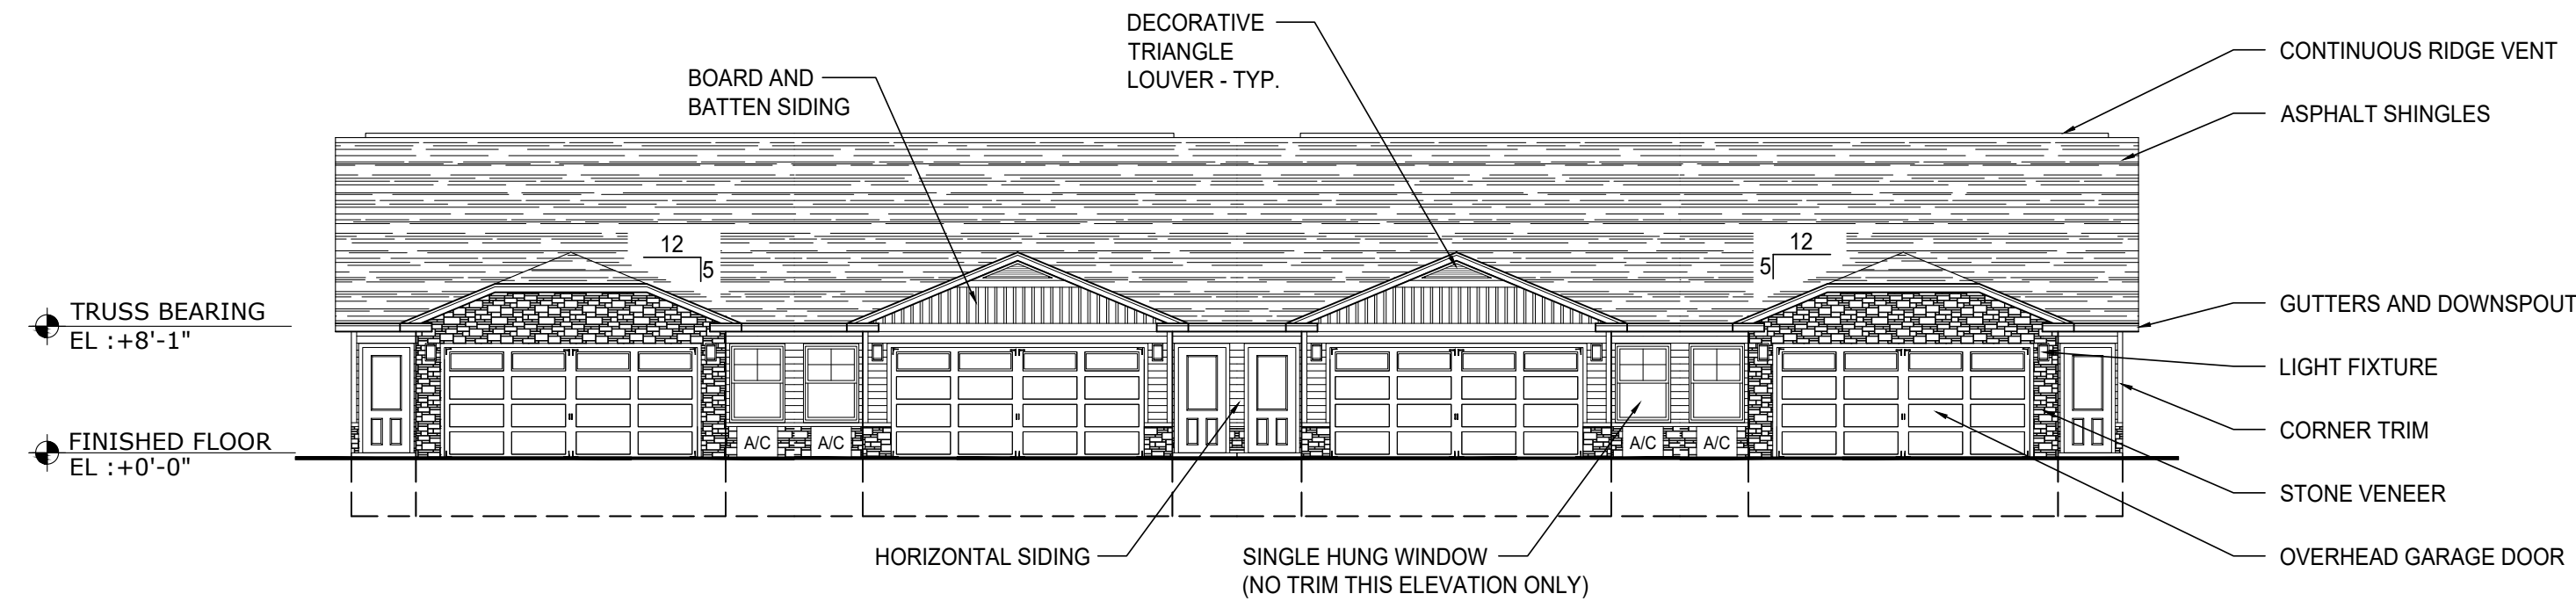 DECORATIVE
TRIANGLE
LOUVER - TYP.
BOARD AND
BATTEN SIDING
CONTINUOUS RIDGE VENT
ASPHALT SHINGLES
12
5
12
5
TRUSS BEARING
EL :+8'-1"
GUTTERS AND DOWNSPOUT
LIGHT FIXTURE
CORNER TRIM
FINISHED FLOOR
EL :+0'-0"
A/C
A/C
A/C
A/C
STONE VENEER
HORIZONTAL SIDING
SINGLE HUNG WINDOW
(NO TRIM THIS ELEVATION ONLY)
OVERHEAD GARAGE DOOR